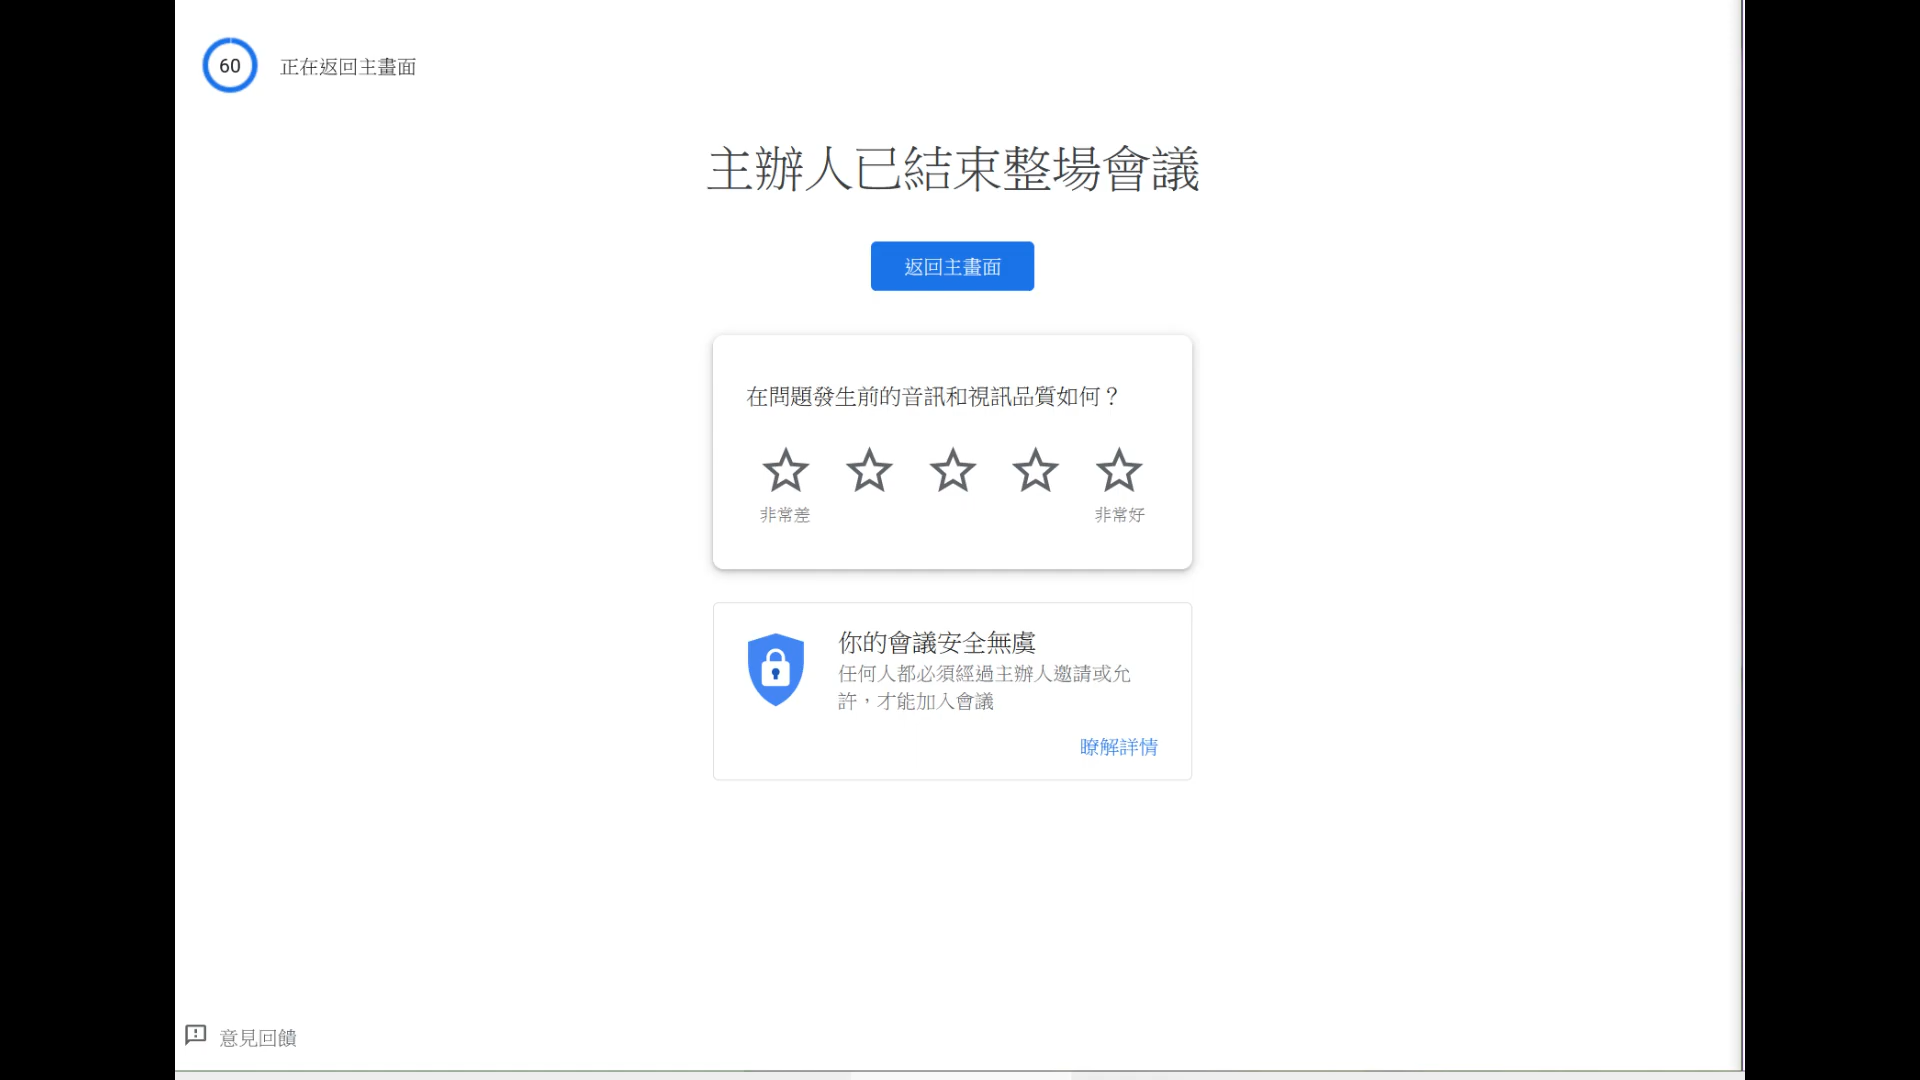 60 正在返回主畫面
主辦人已結束整場會議
返回主畫面
在問題發生前的音訊和視訊品質如何？
非常差 非常好
你的會議安全無虞
任何人都必須經過主辦人邀請或允
許，才能加入會議
瞭解詳情
意見回饋